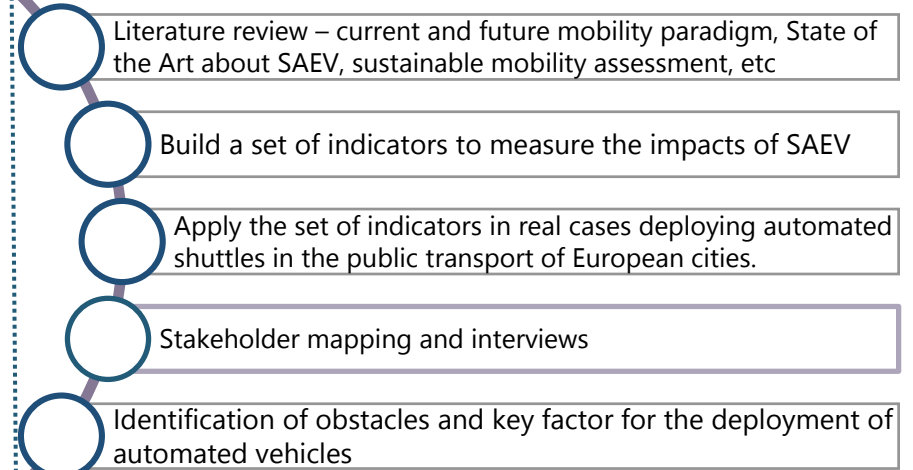 Literature review – current and future mobility paradigm, State of
the Art about SAEV, sustainable mobility assessment, etc
Build a set of indicators to measure the impacts of SAEV
Apply the set of indicators in real cases deploying automated
shuttles in the public transport of European cities.
Stakeholder mapping and interviews
Identification of obstacles and key factor for the deployment of
automated vehicles